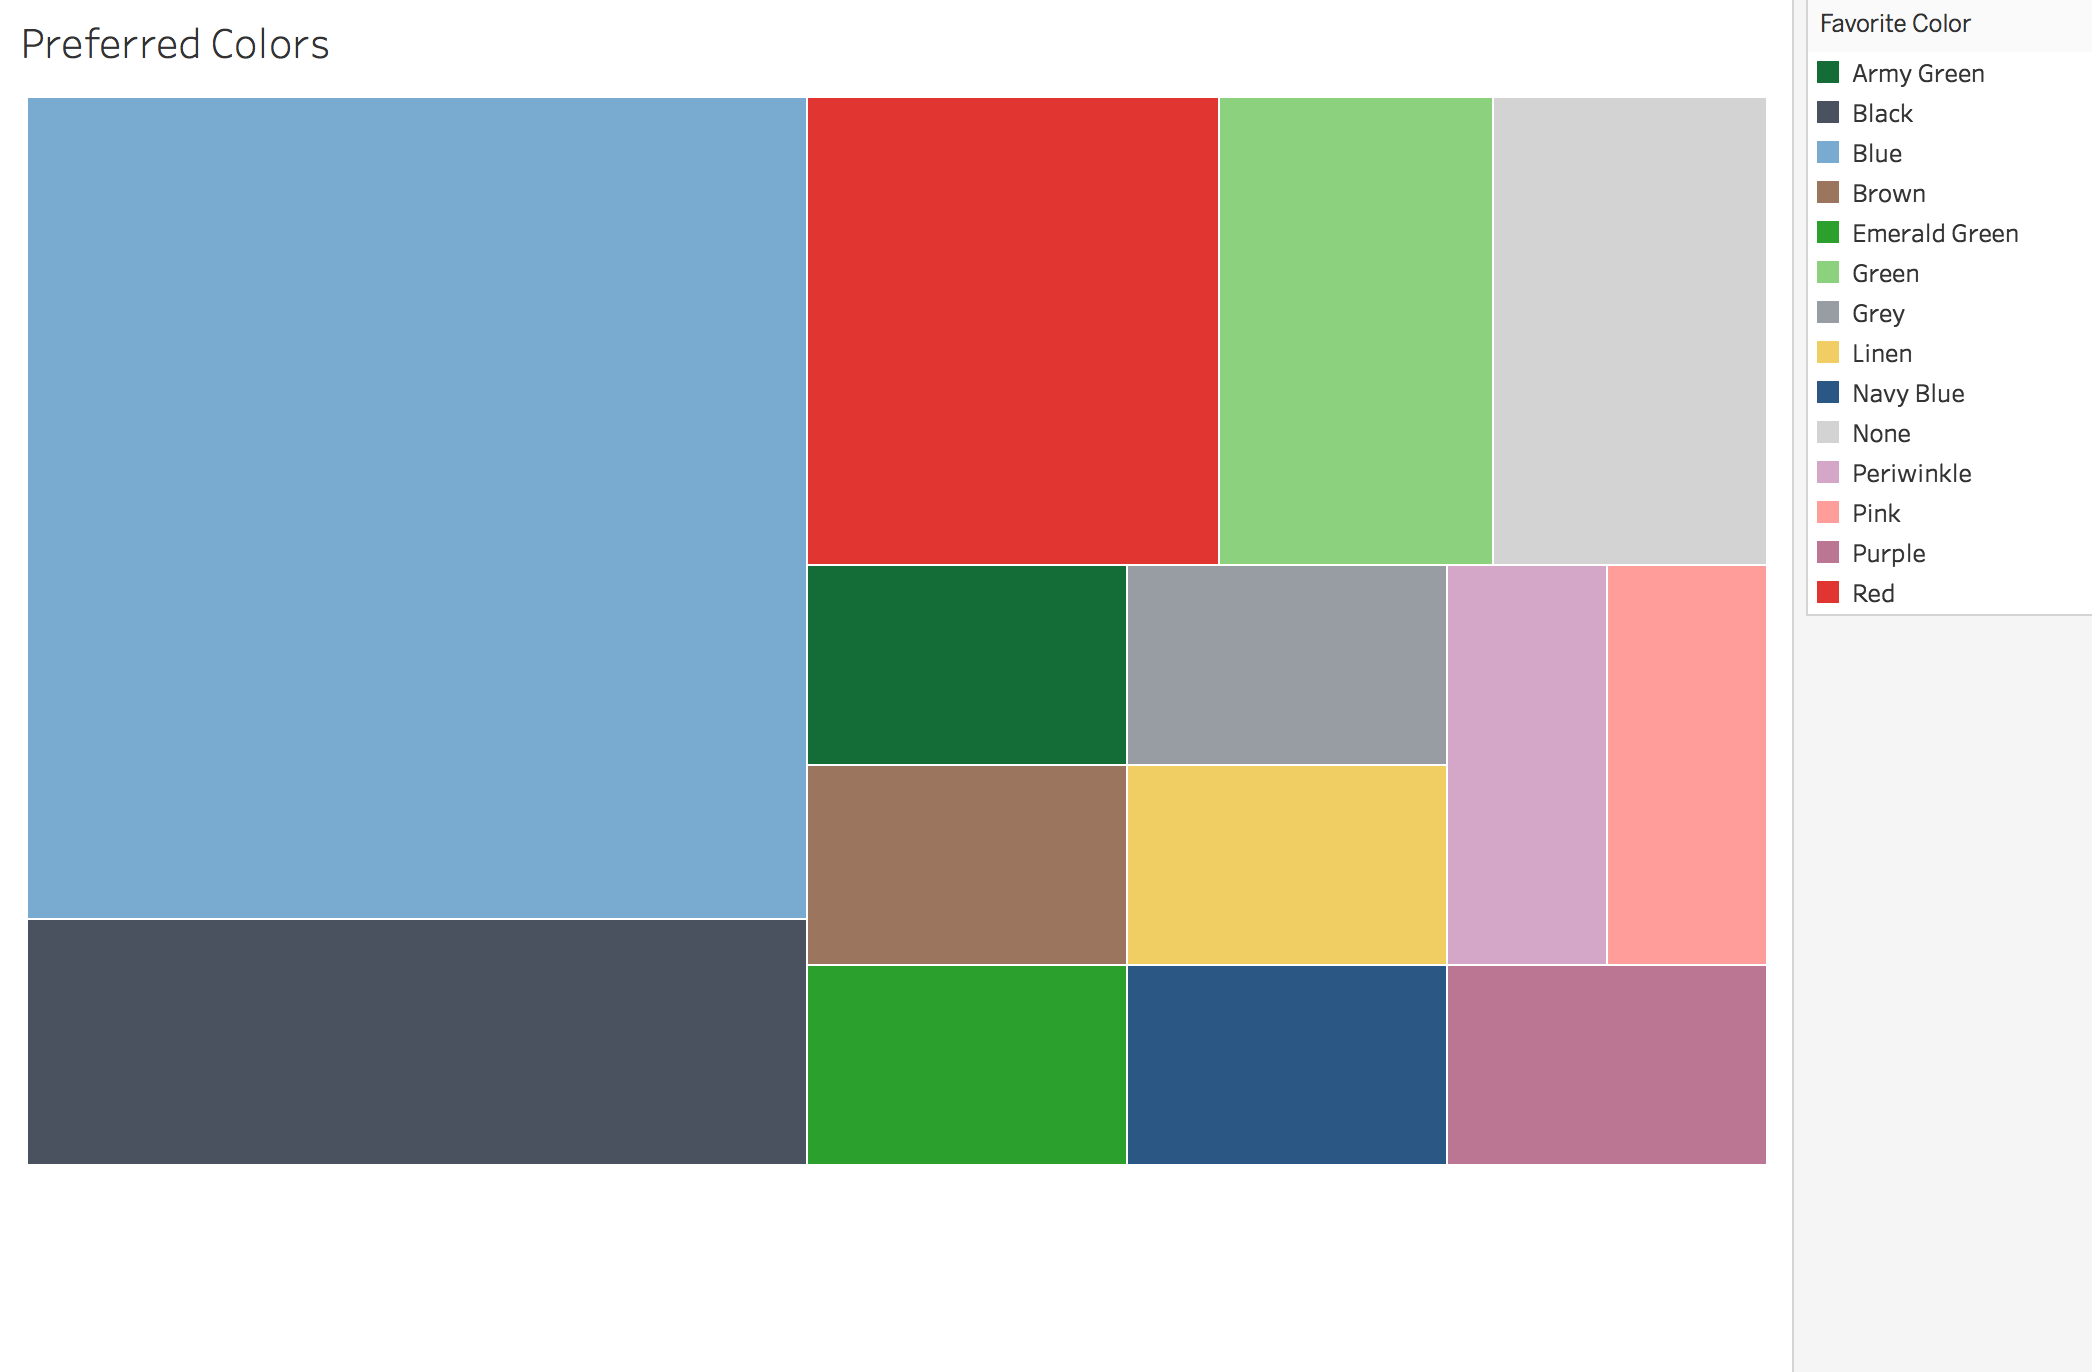 Preferred Colors
Favorite Color
Army Green
Black
Blue
Brown
Emerald Green
Green
Grey
Linen
Navy Blue
None
Periwinkle
Pink
Purple
Red